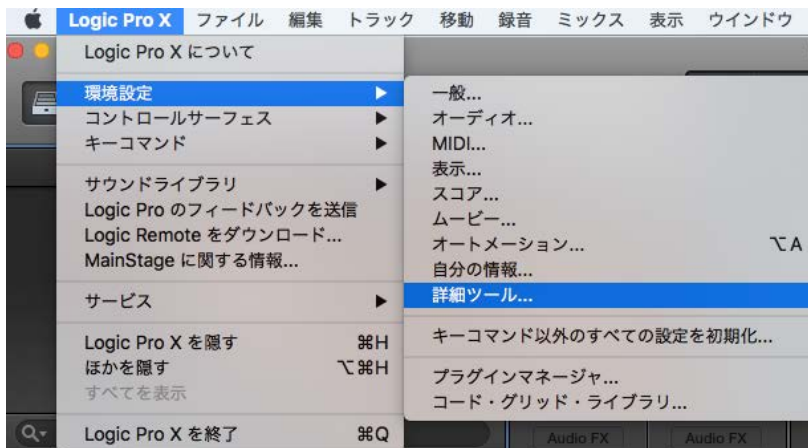 Logic Pro X ファイル 編集 トラック 移動 録音 ミックス 表示 ウインドウ
Logic Pro X について
環境設定
コントロールサーフェス
キーコマンド
サウンドライブラリ
Logic Pro のフィードバックを送信
Logic Remote をダウンロード...
MainStage に関する情報...
サービス
Logic Pro X を隠す ⌘H
ほかを隠す ⌥⌘H
すべてを表示
Logic Pro X を終了 ⌘Q
一般...
オーディオ...
MIDI...
表示...
スコア...
ムービー...
オートメーション... ⌥A
自分の情報...
詳細ツール...
キーコマンド以外のすべての設定を初期化...
プラグインマネージャ...
コード・グリッド・ライブラリ...
Audio FX Audio FX